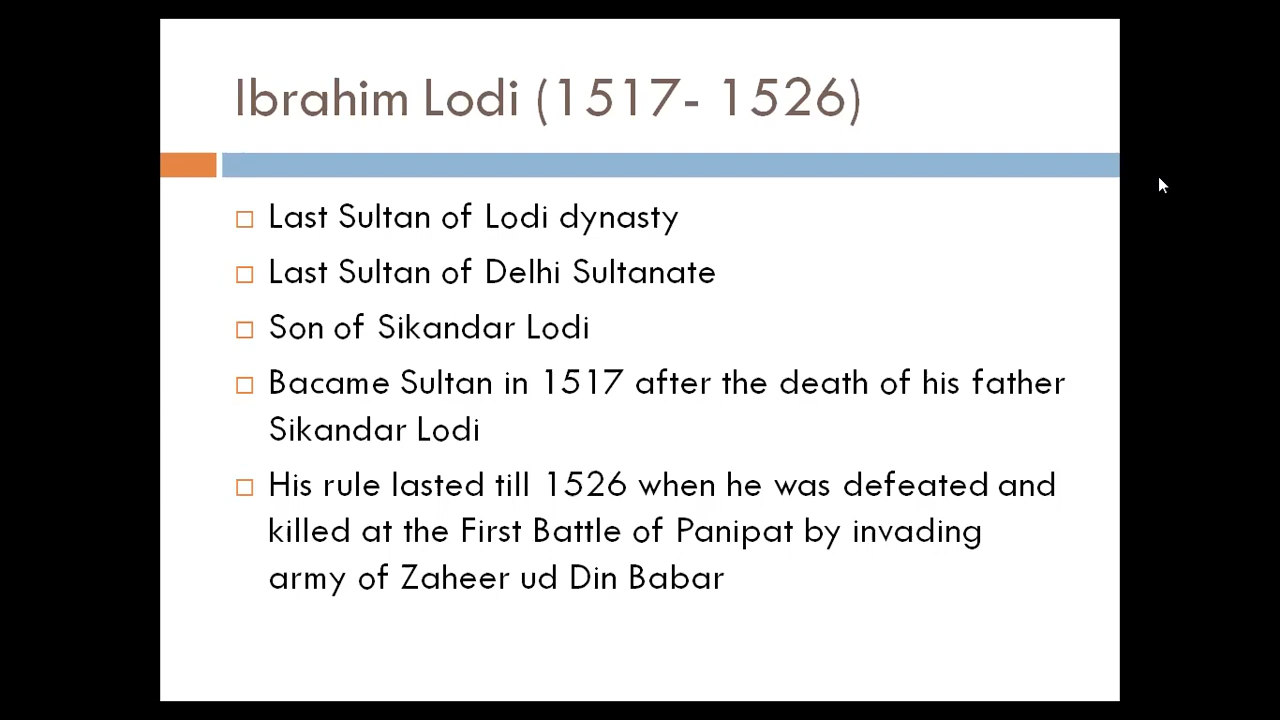 Ibrahim Lodi (1517- 1526)
Last Sultan of Lodi dynasty
Last Sultan of Delhi Sultanate
Son of Sikandar Lodi
Bacame Sultan in 1517 after the death of his father
Sikandar Lodi
His rule lasted till 1526 when he was defeated and
killed at the First Battle of Panipat by invading
army of Zaheer ud Din Babar